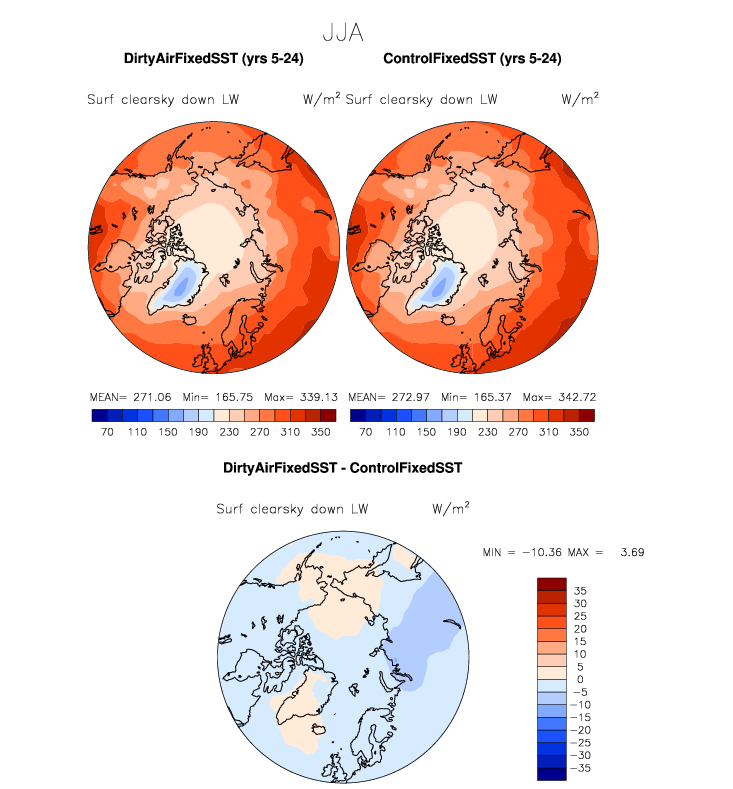 JJA
DirtyAirFixedSST (yrs 5-24) ControlFixedSST (yrs 5-24)
Surf clearsky down LW W/m² Surf clearsky down LW W/m²
MEAN= 271.06 Min= 165.75 Max= 339.13 MEAN= 272.97 Min= 165.37 Max= 342.72
70 110 150 190 230 270 310 350 70 110 150 190 230 270 310 350
DirtyAirFixedSST - ControlFixedSST
Surf clearsky down LW W/m²
MIN = -10.36 MAX = 3.69
35
30
25
20
15
10
5
0
-5
-10
-15
-20
-25
-30
-35